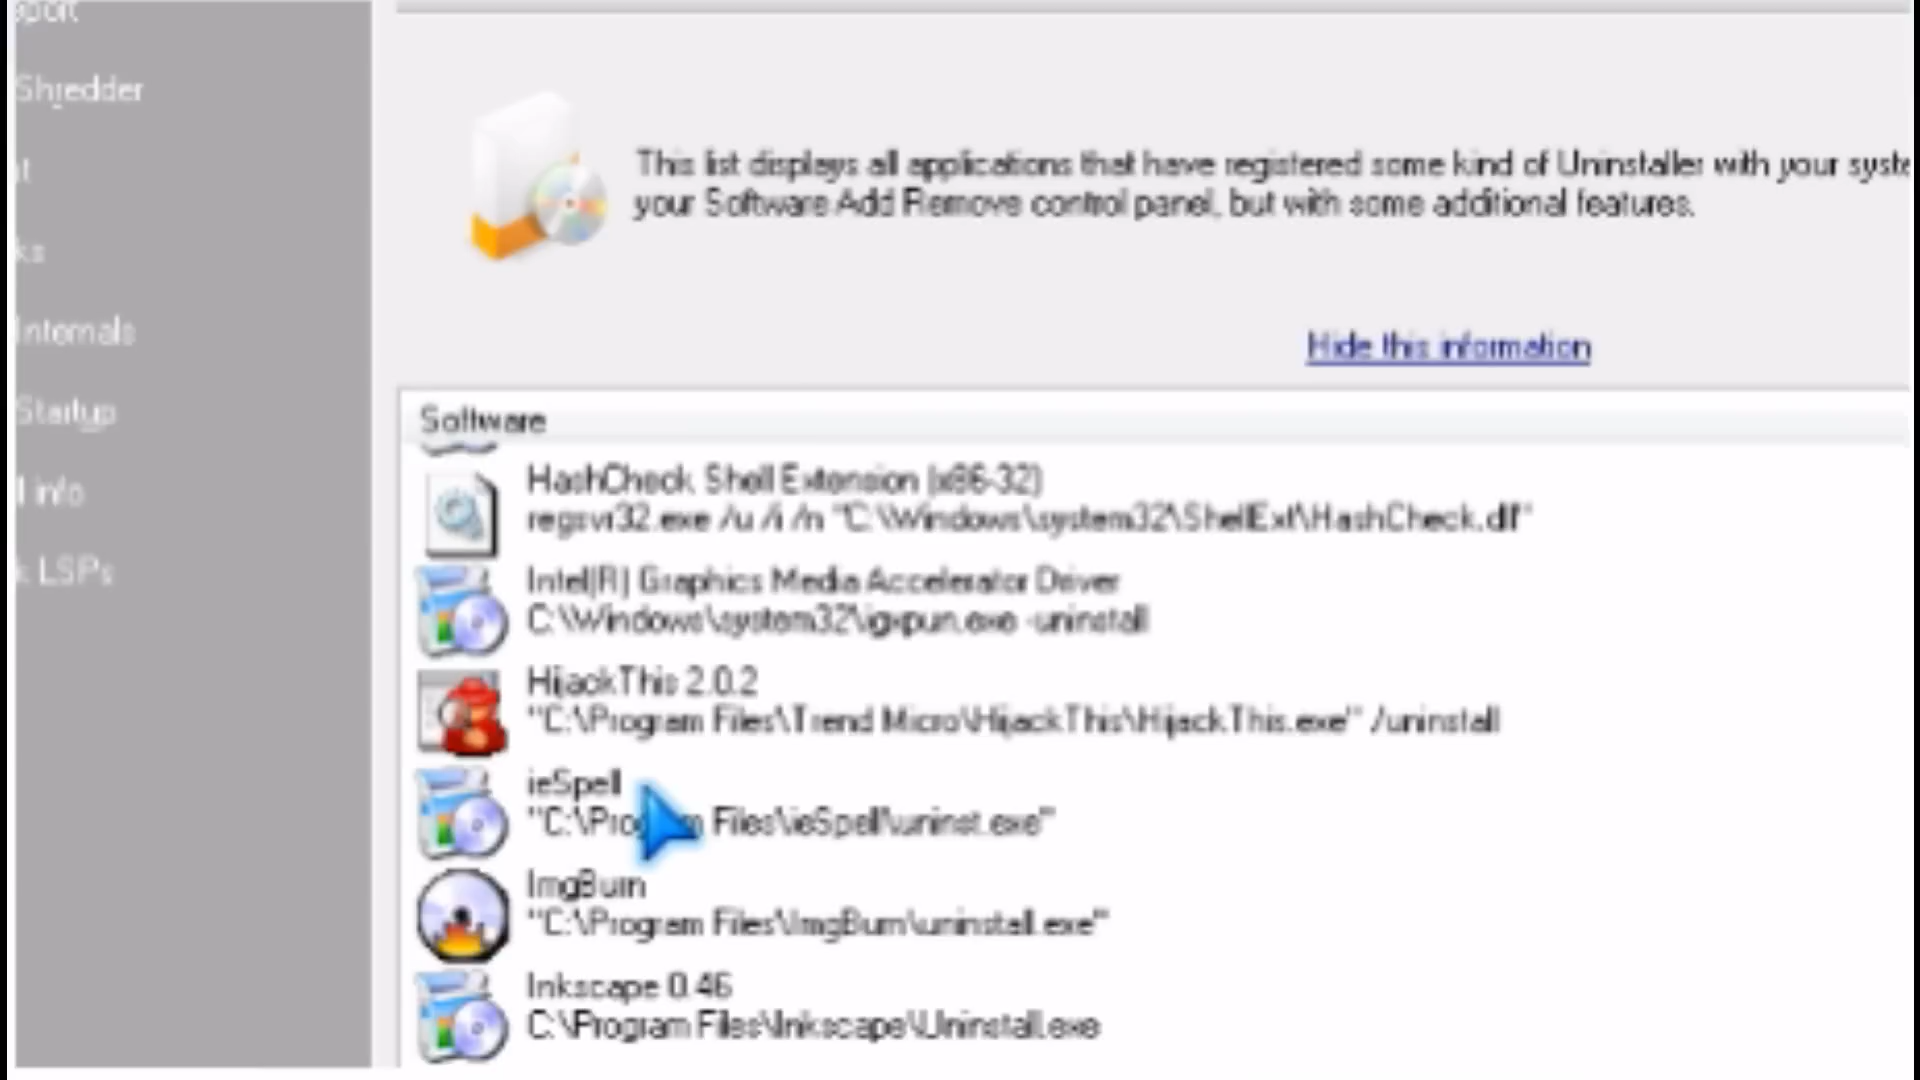 port
Shredder
t
ks
Internals
Startup
l info
k LSPs
This list displays all applications that have registered some kind of Uninstaller with your syste
your Software Add Remove control panel, but with some additional features.
Hide this information
Software
HashCheck Shell Extension (x86-32)
regsvr32.exe /u /i /n "C:\Windows\system32\ShellExt\HashCheck.dll"
Intel(R) Graphics Media Accelerator Driver
C:\Windows\system32\igxpun.exe -uninstall
HijackThis 2.0.2
"C:\Program Files\Trend Micro\HijackThis\HijackThis.exe" /uninstall
ieSpell
"C:\Program Files\ieSpell\uninst.exe"
ImgBurn
"C:\Program Files\ImgBurn\uninstall.exe"
Inkscape 0.46
C:\Program Files\Inkscape\Uninstall.exe